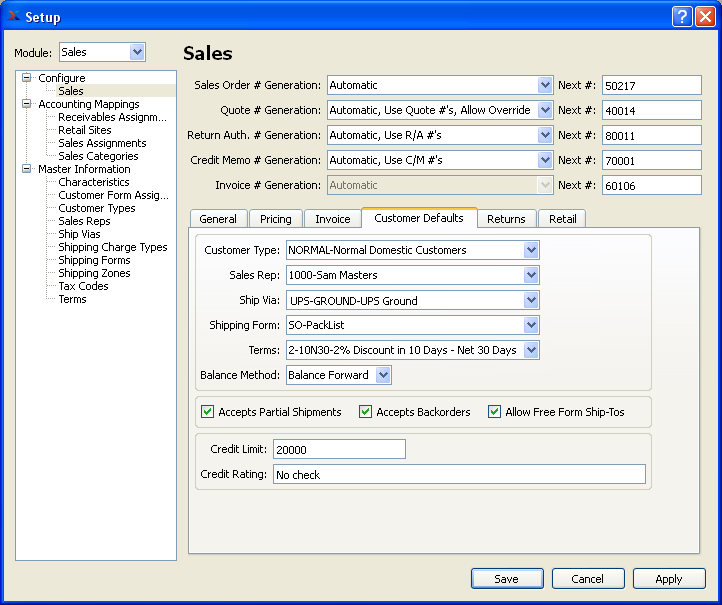 Setup
Module: Sales
Configure
Sales
Accounting Mappings
Receivables Assignm...
Retail Sites
Sales Assignments
Sales Categories
Master Information
Characteristics
Customer Form Assig...
Customer Types
Sales Reps
Ship Vias
Shipping Charge Types
Shipping Forms
Shipping Zones
Tax Codes
Terms
Sales
Sales Order # Generation: Automatic Next #: 50217
Quote # Generation: Automatic, Use Quote #'s, Allow Override Next #: 40014
Return Auth. # Generation: Automatic, Use R/A #'s Next #: 80011
Credit Memo # Generation: Automatic, Use C/M #'s Next #: 70001
Invoice # Generation: Automatic Next #: 60106
General Pricing Invoice Customer Defaults Returns Retail
Customer Type: NORMAL-Normal Domestic Customers
Sales Rep: 1000-Sam Masters
Ship Via: UPS-GROUND-UPS Ground
Shipping Form: SO-PackList
Terms: 2-10N30-2% Discount in 10 Days - Net 30 Days
Balance Method: Balance Forward
Accepts Partial Shipments Accepts Backorders Allow Free Form Ship-Tos
Credit Limit: 20000
Credit Rating: No check
Save Cancel Apply